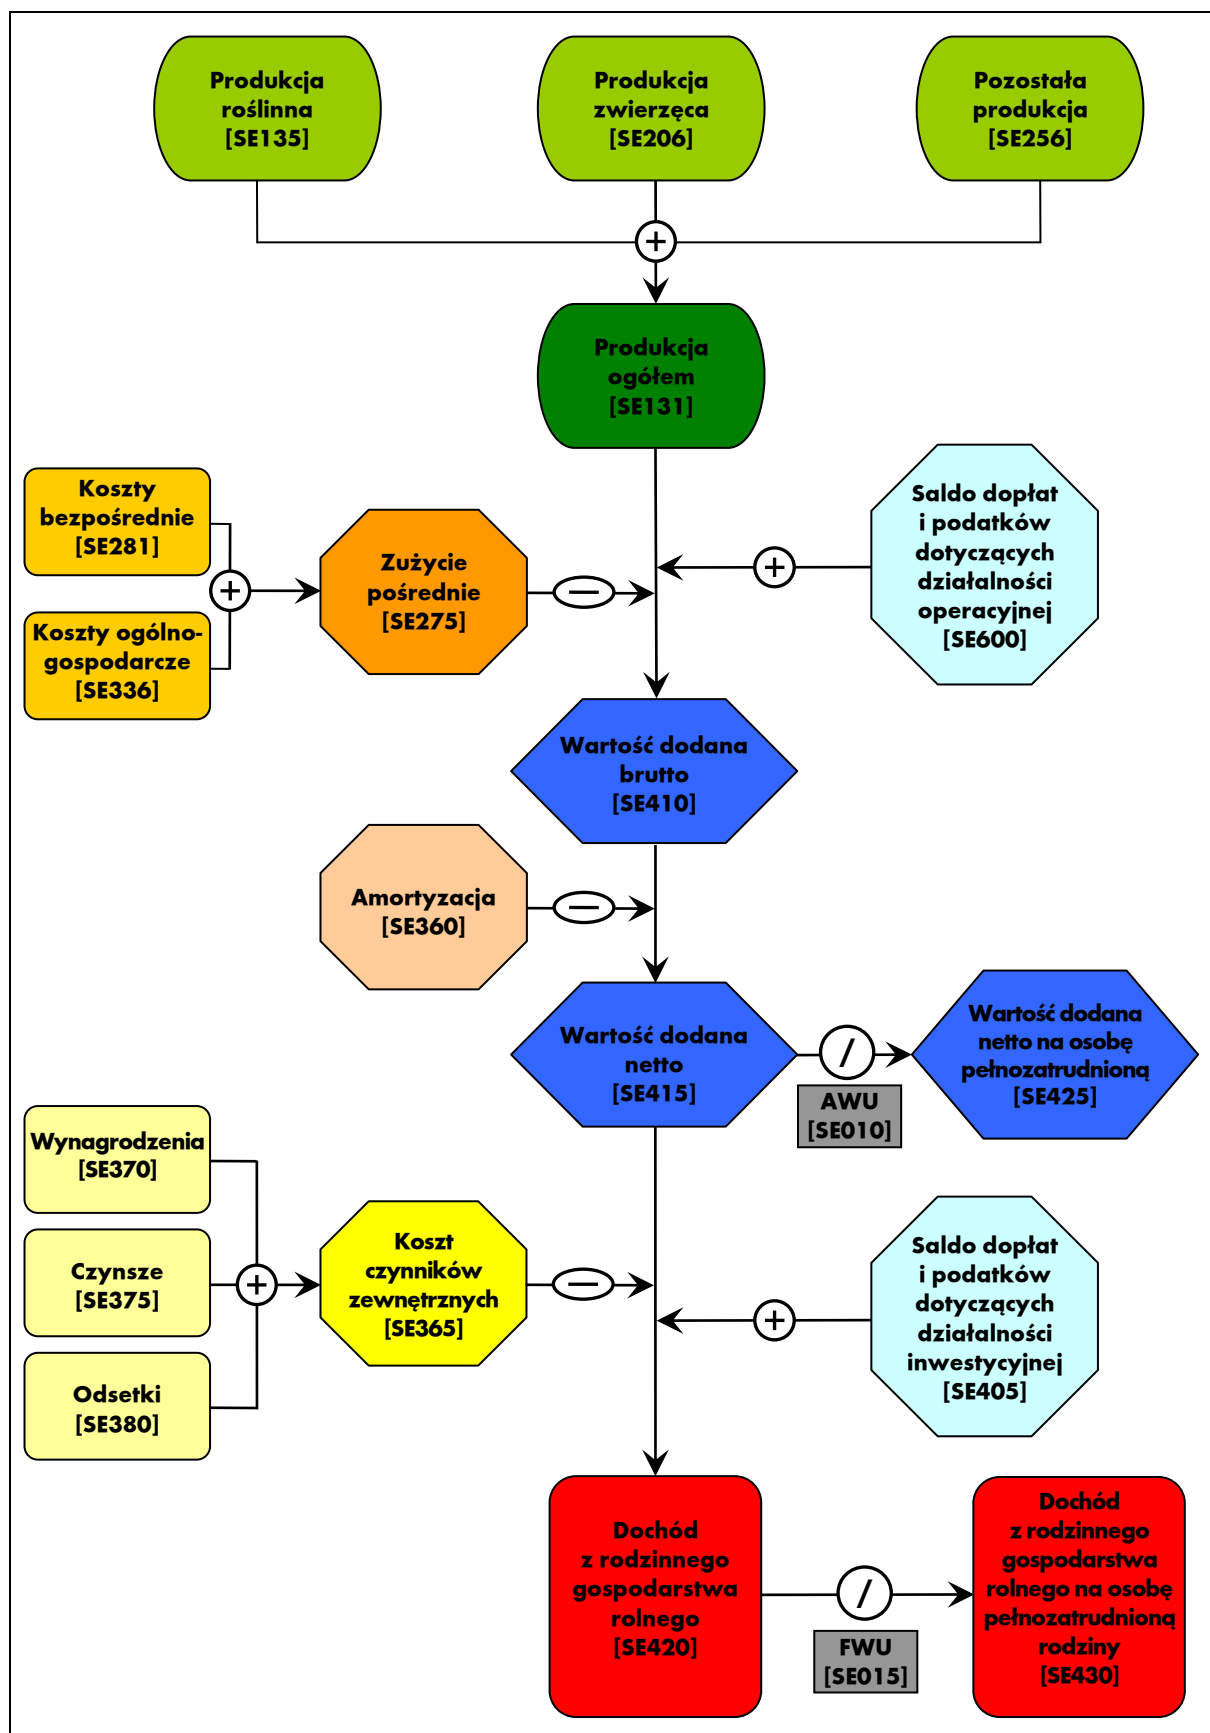 Produkcja
roślinna
[SE135]
Produkcja
zwierzęca
[SE206]
Pozostała
produkcja
[SE256]
+
Produkcja
ogółem
[SE131]
Koszty
bezpośrednie
[SE281]
+
Koszty ogólno-
gospodarcze
[SE336]
Zużycie
pośrednie
[SE275]
—
+
Saldo dopłat
i podatków
dotyczących
działalności
operacyjnej
[SE600]
Wartość dodana
brutto
[SE410]
Amortyzacja
[SE360]
—
Wartość dodana
netto
[SE415]
/
AWU
[SE010]
Wartość dodana
netto na osobę
pełnozatrudnioną
[SE425]
Wynagrodzenia
[SE370]
Czynsze
[SE375]
+
Odsetki
[SE380]
Koszt
czynników
zewnętrznych
[SE365]
—
+
Saldo dopłat
i podatków
dotyczących
działalności
inwestycyjnej
[SE405]
Dochód
z rodzinnego
gospodarstwa
rolnego
[SE420]
/
FWU
[SE015]
Dochód
z rodzinnego
gospodarstwa
rolnego na osobę
pełnozatrudnioną
rodziny
[SE430]